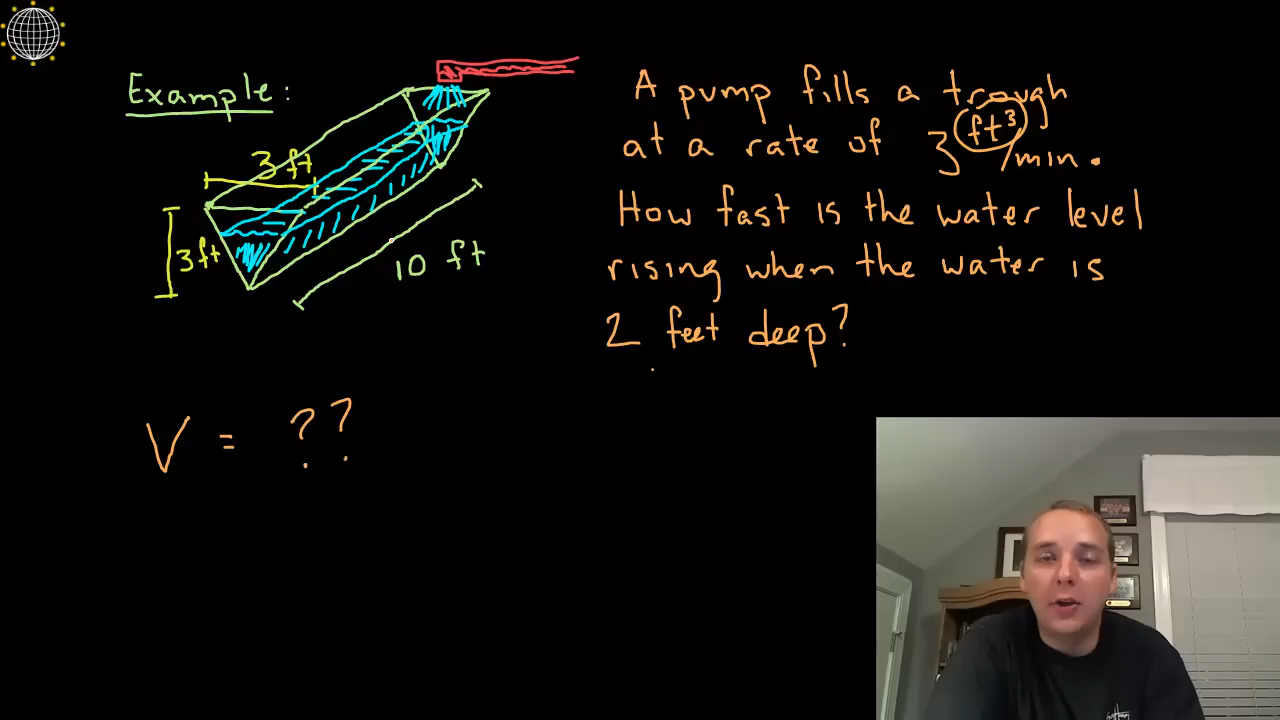 Example:
3 ft
3 ft
10 ft
A pump fills a trough
at a rate of 3 ft³/min.
How fast is the water level
rising when the water is
2 feet deep?
V = ??